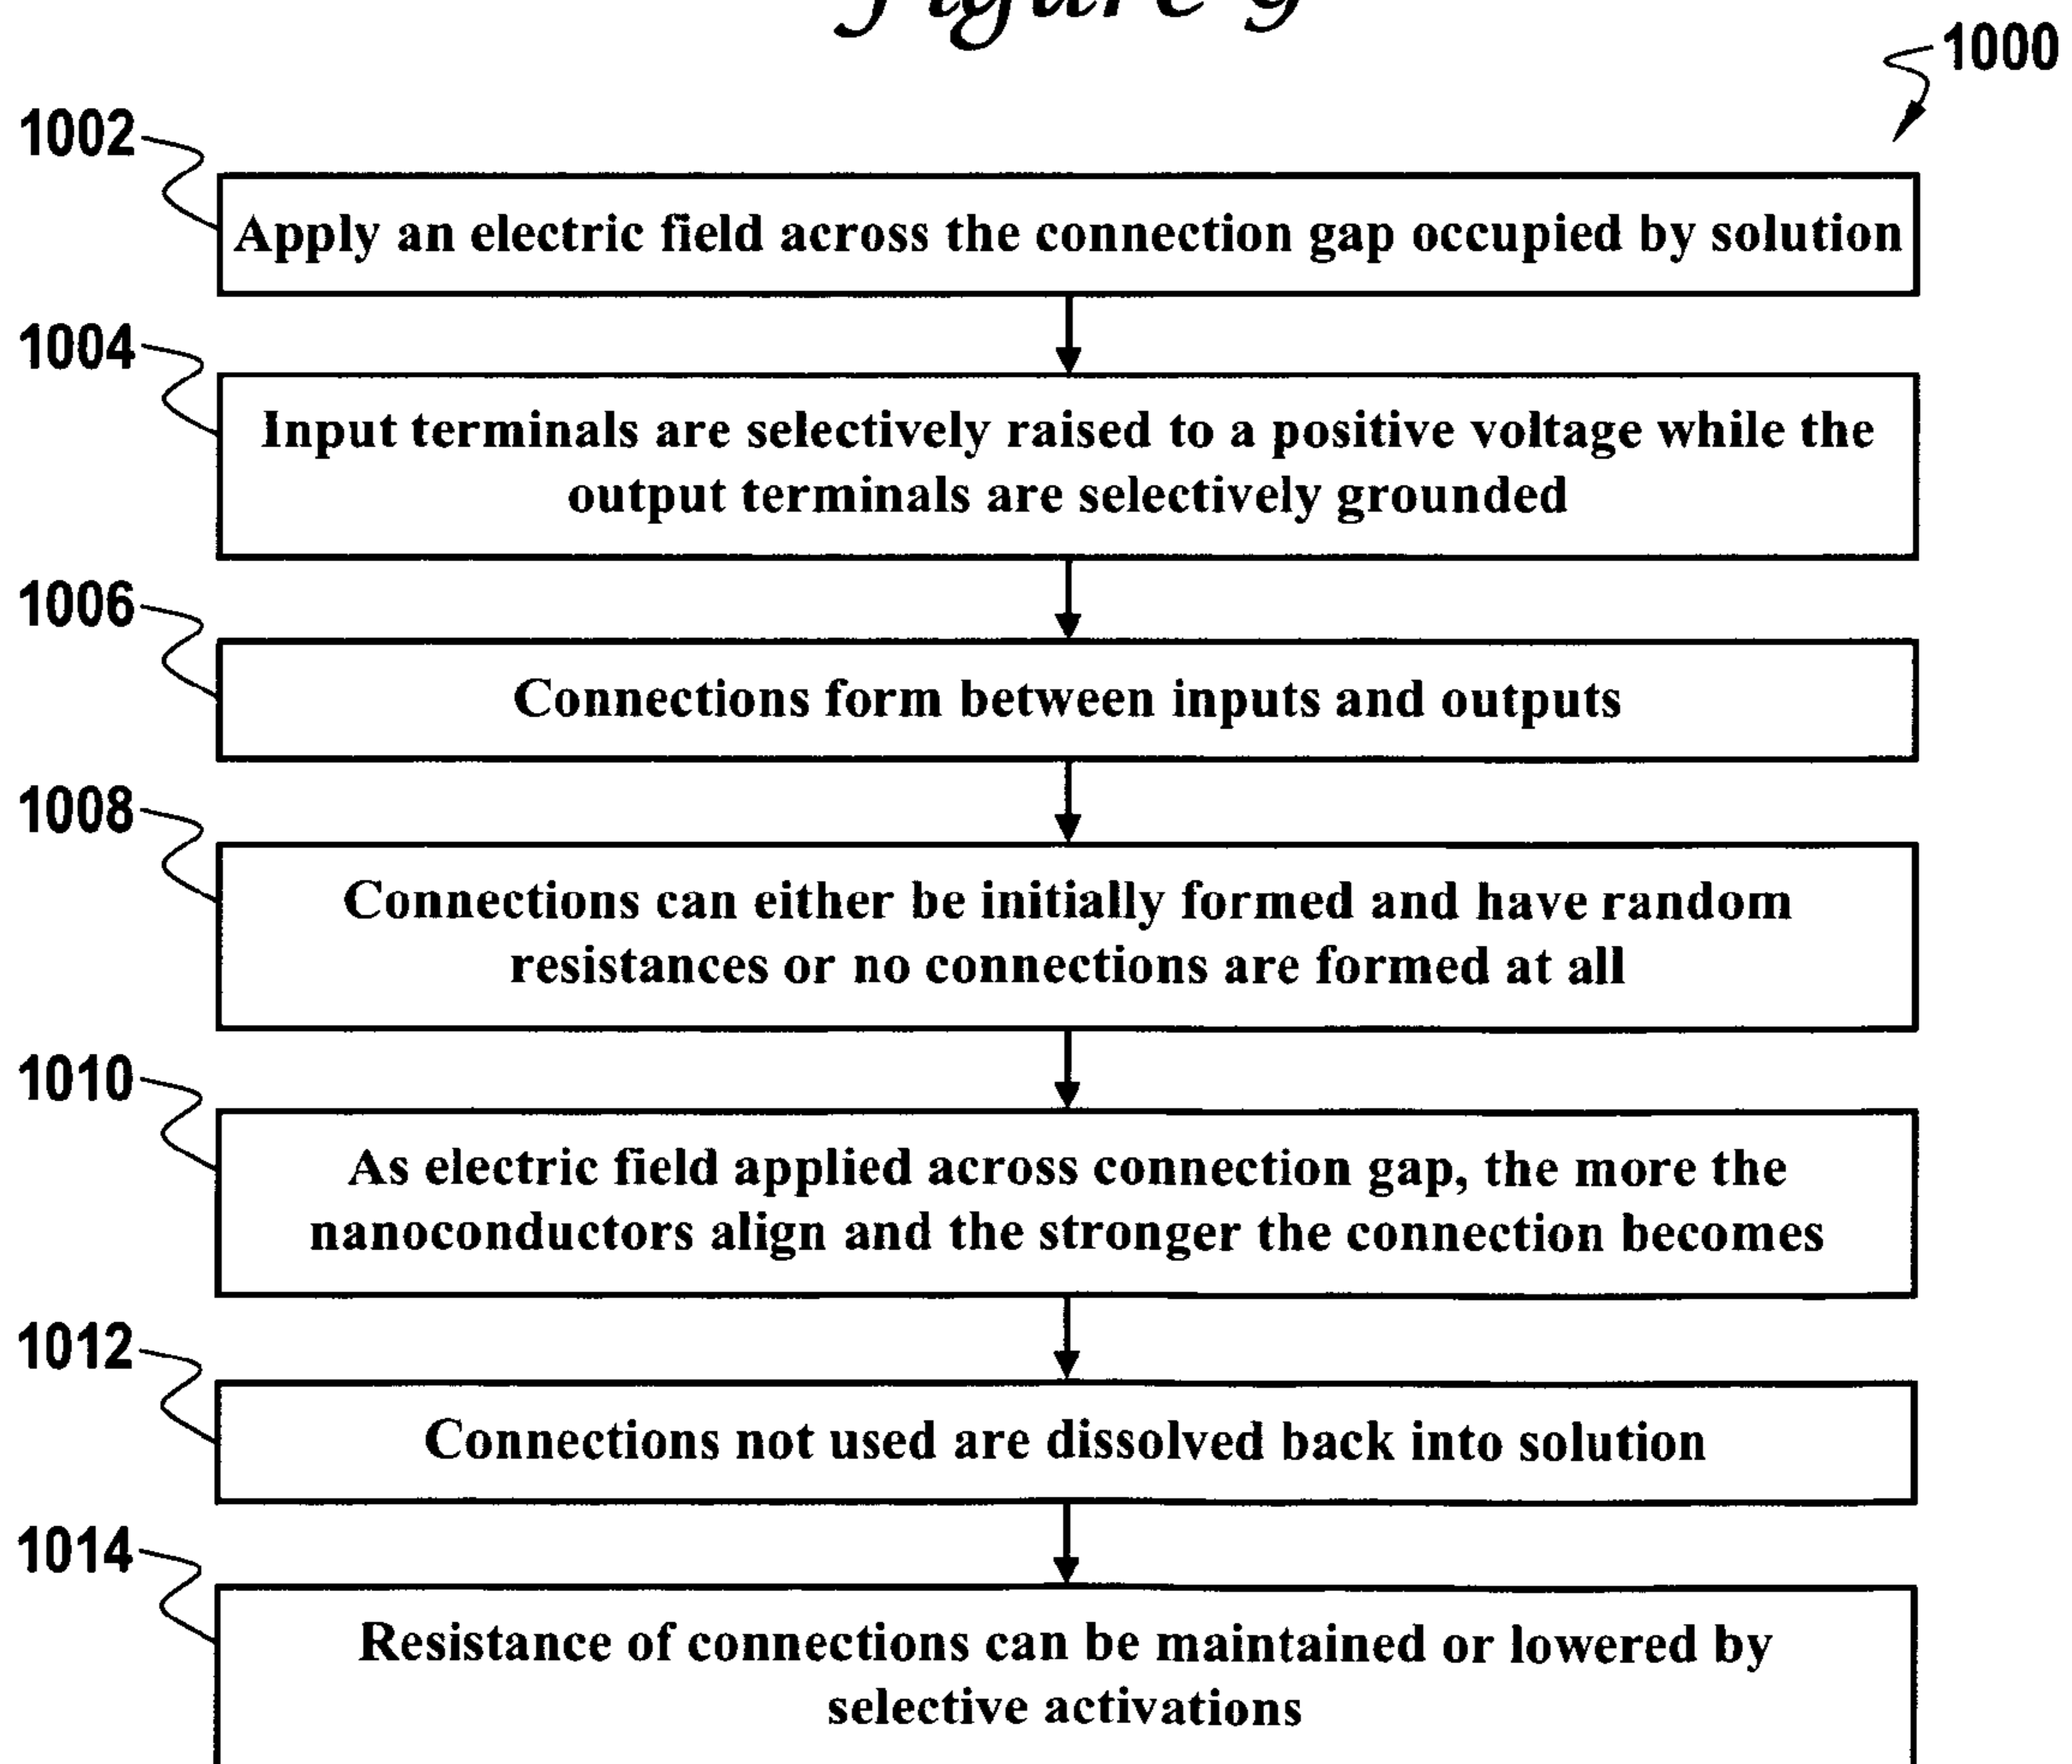 Figure 9
1000
1002
Apply an electric field across the connection gap occupied by solution
1004
Input terminals are selectively raised to a positive voltage while the
output terminals are selectively grounded
1006
Connections form between inputs and outputs
1008
Connections can either be initially formed and have random
resistances or no connections are formed at all
1010
As electric field applied across connection gap, the more the
nanoconductors align and the stronger the connection becomes
1012
Connections not used are dissolved back into solution
1014
Resistance of connections can be maintained or lowered by
selective activations